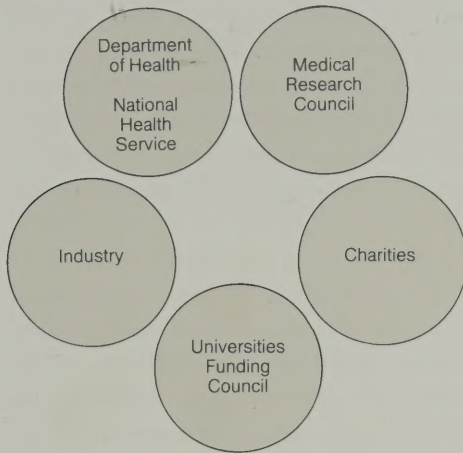 Department
of Health
National
Health
Service
Medical
Research
Council
Industry
Charities
Universities
Funding
Council